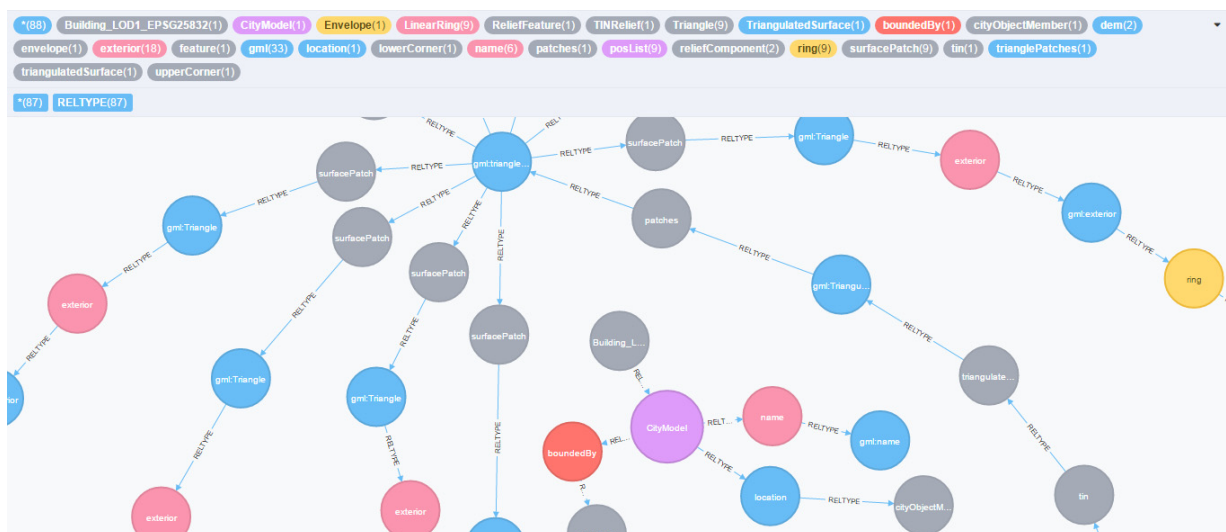 *(88) Building_LOD1_EPSG25832(1) CityModel(1) Envelope(1) LinearRing(9) ReliefFeature(1) TINRelief(1) Triangle(9) TriangulatedSurface(1) boundedBy(1) cityObjectMember(1) dem(2)
envelope(1) exterior(18) feature(1) gml(33) location(1) lowerCorner(1) name(6) patches(1) posList(9) reliefComponent(2) ring(9) surfacePatch(9) tin(1) trianglePatches(1)
triangulatedSurface(1) upperCorner(1)
*(87) RELTYPE(87)
RELTYPE
RELTYPE
RELTYPE
surfacePatch
RELTYPE
gml:Triangle
RELTYPE
gml:triangle...
RELTYPE
surfacePatch
RELTYPE
exterior
RELTYPE
RELTYPE
RELTYPE
RELTYPE
RELTYPE
gml:Triangle
surfacePatch
patches
gml:exterior
RELTYPE
RELTYPE
RELTYPE
surfacePatch
gml:Triangu...
ring
exterior
RELTYPE
RELTYPE
surfacePatch
Building_L...
RELTYPE
RELTYPE
gml:Triangle
REL...
triangulate...
rior
gml:Triangle
CityModel
RELT...
name
RELTYPE
gml:name
REL...
boundedBy
RELTYPE
RELTYPE
RELTYPE
RELTYPE
RELTYPE
R...
location
RELTYPE
cityObjectM...
tin
exterior
exterior